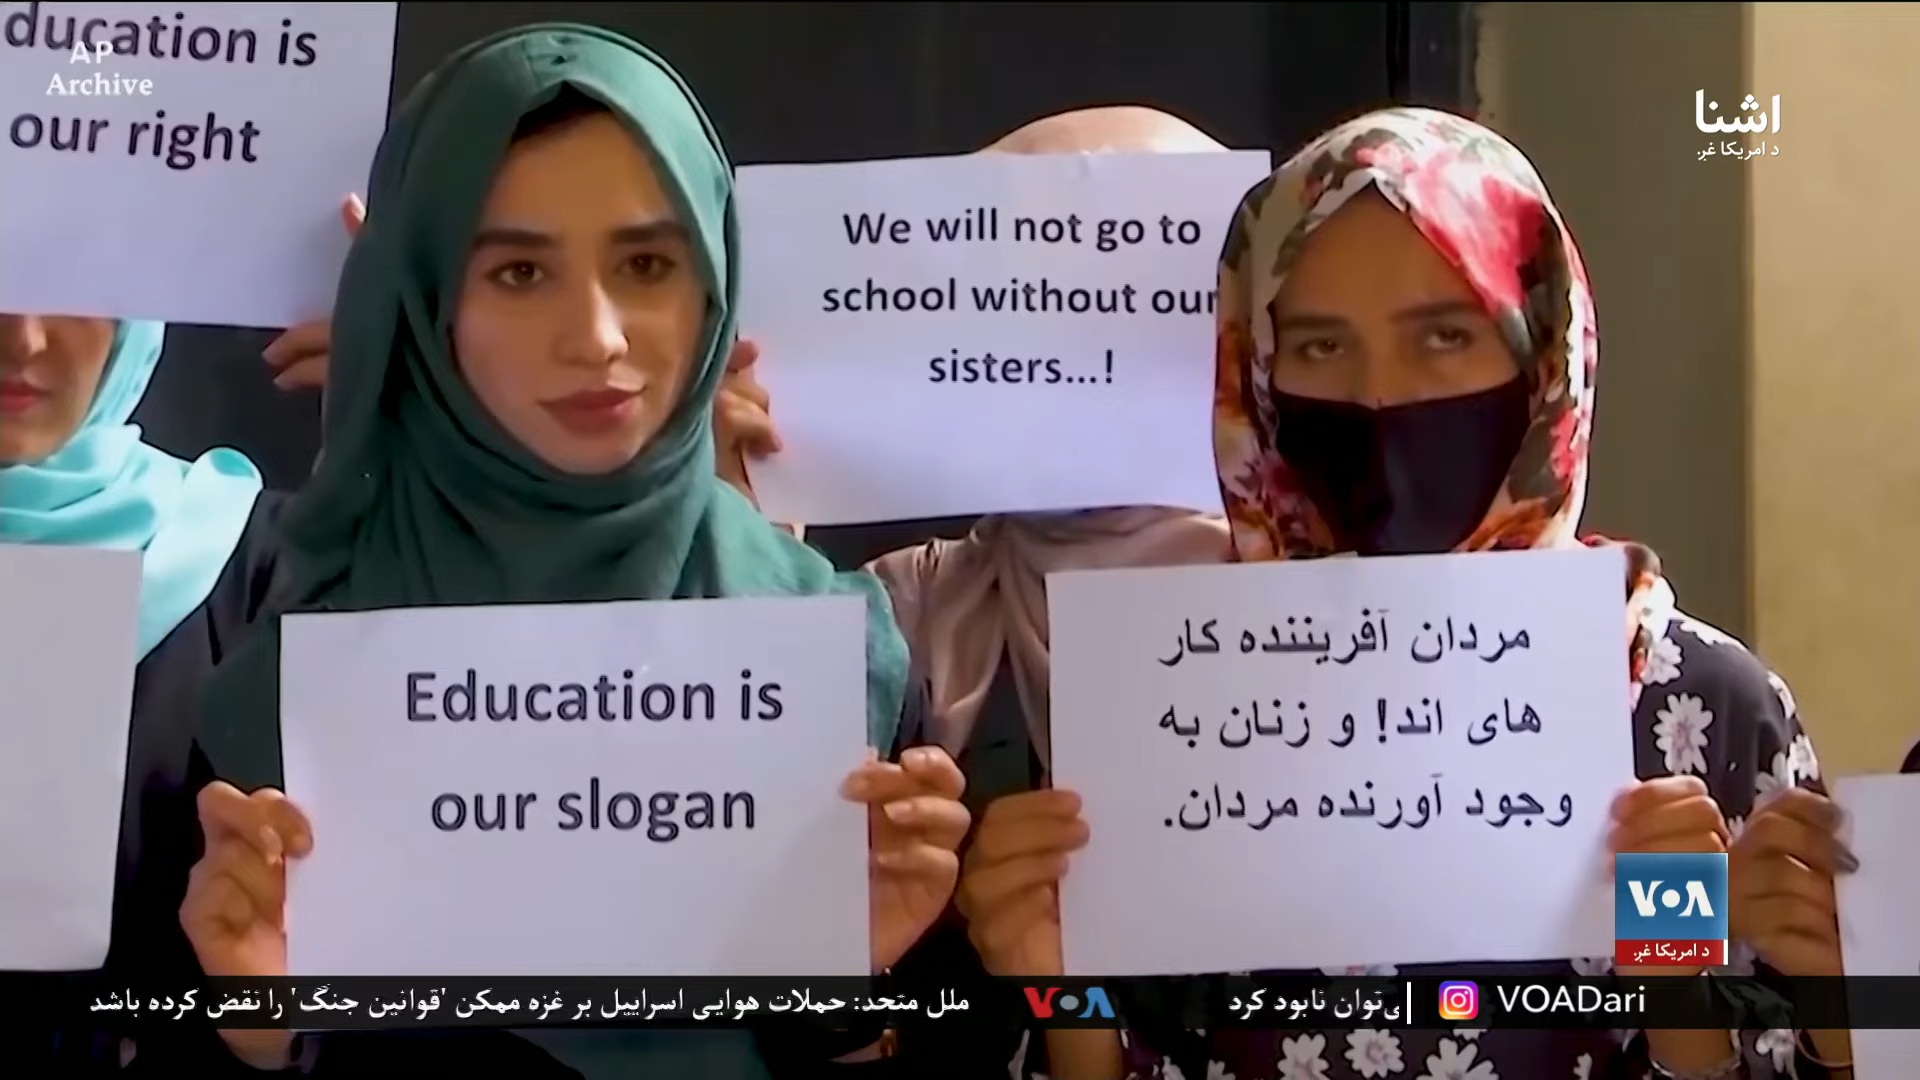 ducation is
our right
AP
Archive
اشنا
د امریکا غږ
We will not go to
school without our
sisters...!
Education is
our slogan
مردان آفریننده کار
های اند! و زنان به
وجود آورنده مردان.
VOA
د امریکا غږ
ملل متحد: حملات هوایی اسراییل بر غزه ممکن 'قوانین جنگ' را نقض کرده باشد
VOA
ی‌توان نابود کرد
VOADari